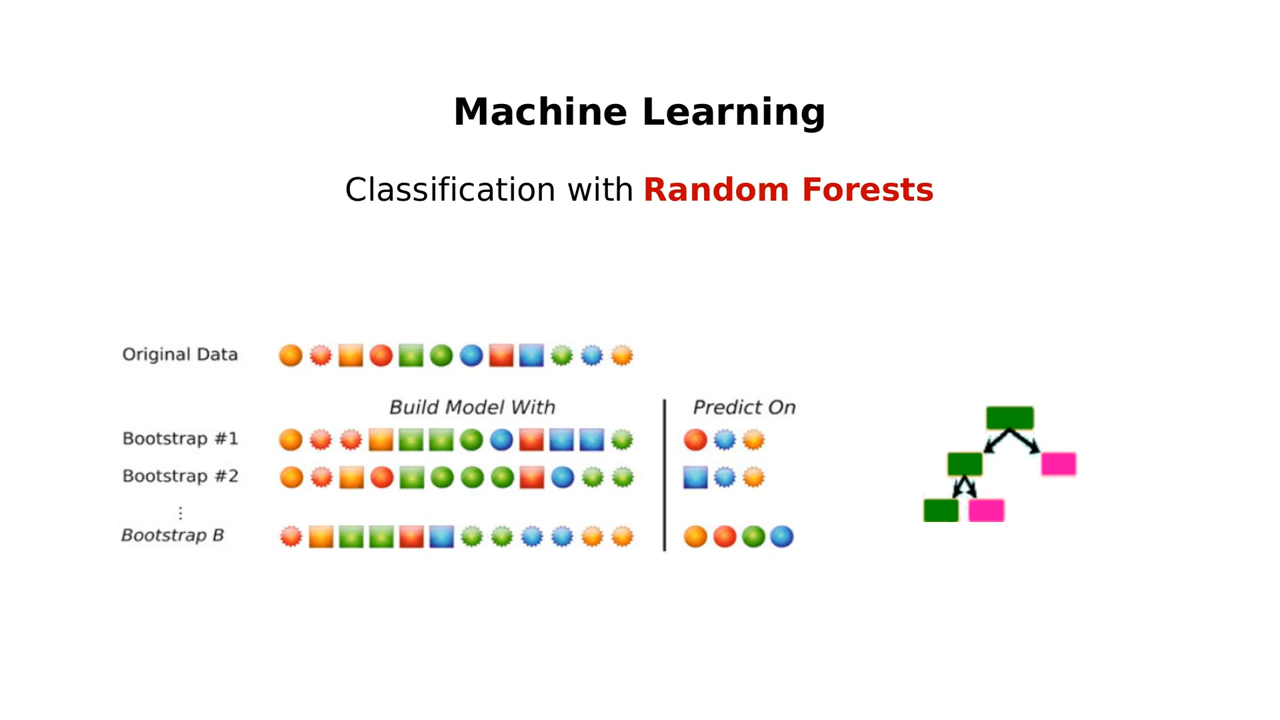 Machine Learning
Classification with Random Forests
Original Data
Build Model With
Predict On
Bootstrap #1
Bootstrap #2
⋮
Bootstrap B